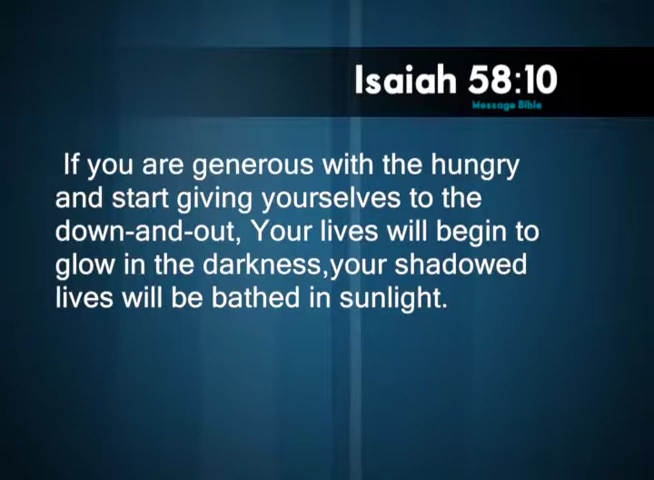 Isaiah 58:10
Message Bible
If you are generous with the hungry
and start giving yourselves to the
down-and-out, Your lives will begin to
glow in the darkness,your shadowed
lives will be bathed in sunlight.